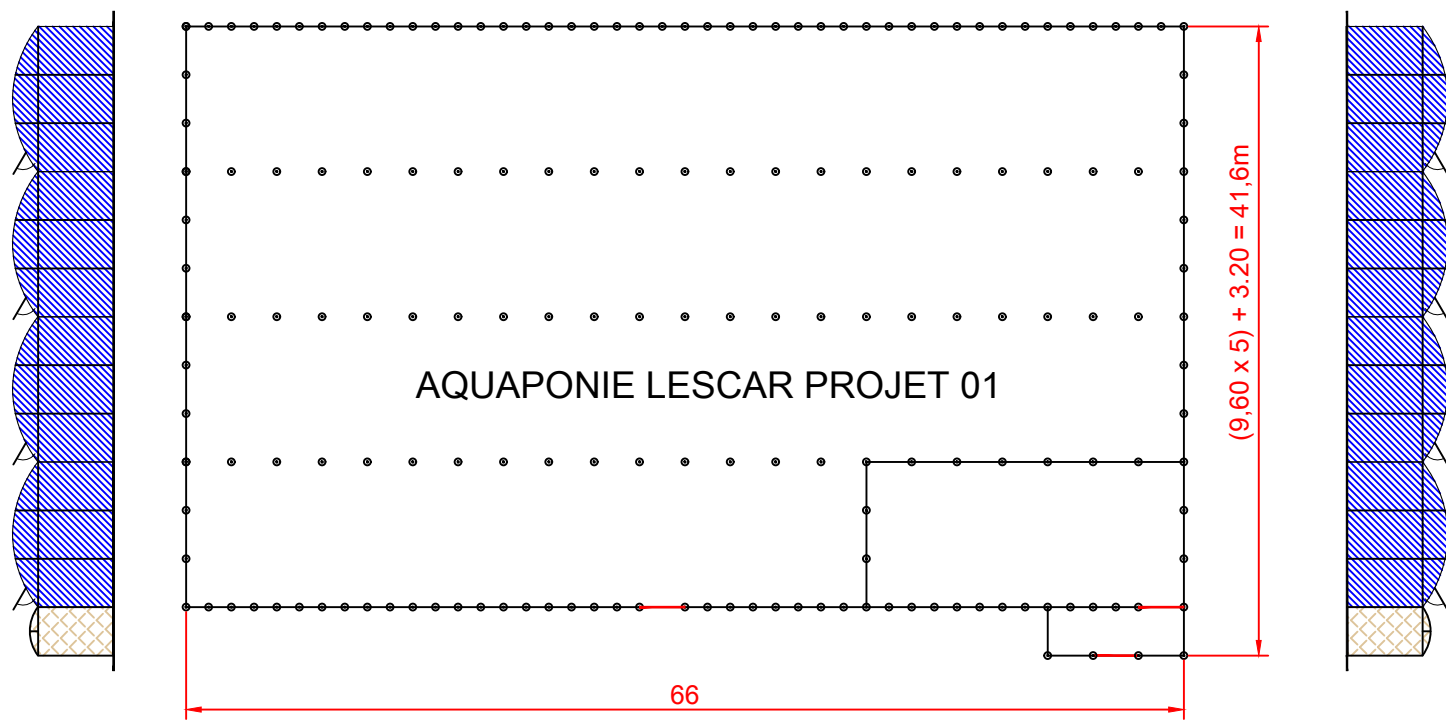 (9,60 x 5) + 3.20 = 41,6m
AQUAPONIE LESCAR PROJET 01
66